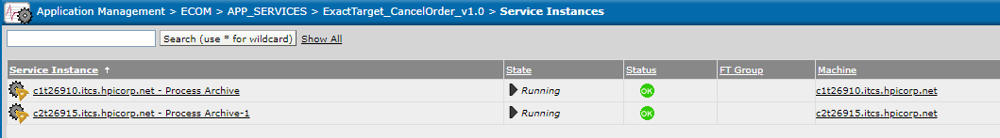 Application Management > ECOM > APP_SERVICES > ExactTarget_CancelOrder_v1.0 > Service Instances
Search (use * for wildcard) Show All
Service Instance State Status FT Group Machine
c1t26910.itcs.hpicorp.net - Process Archive Running OK c1t26910.itcs.hpicorp.net
c2t26915.itcs.hpicorp.net - Process Archive-1 Running OK c2t26915.itcs.hpicorp.net